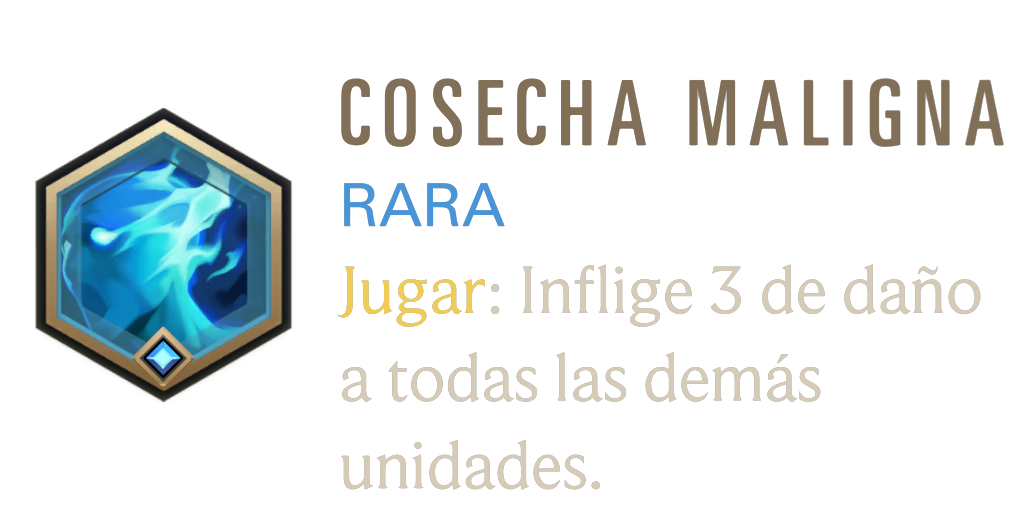 COSECHA MALIGNA
RARA
Jugar: Inflige 3 de daño
a todas las demás
unidades.